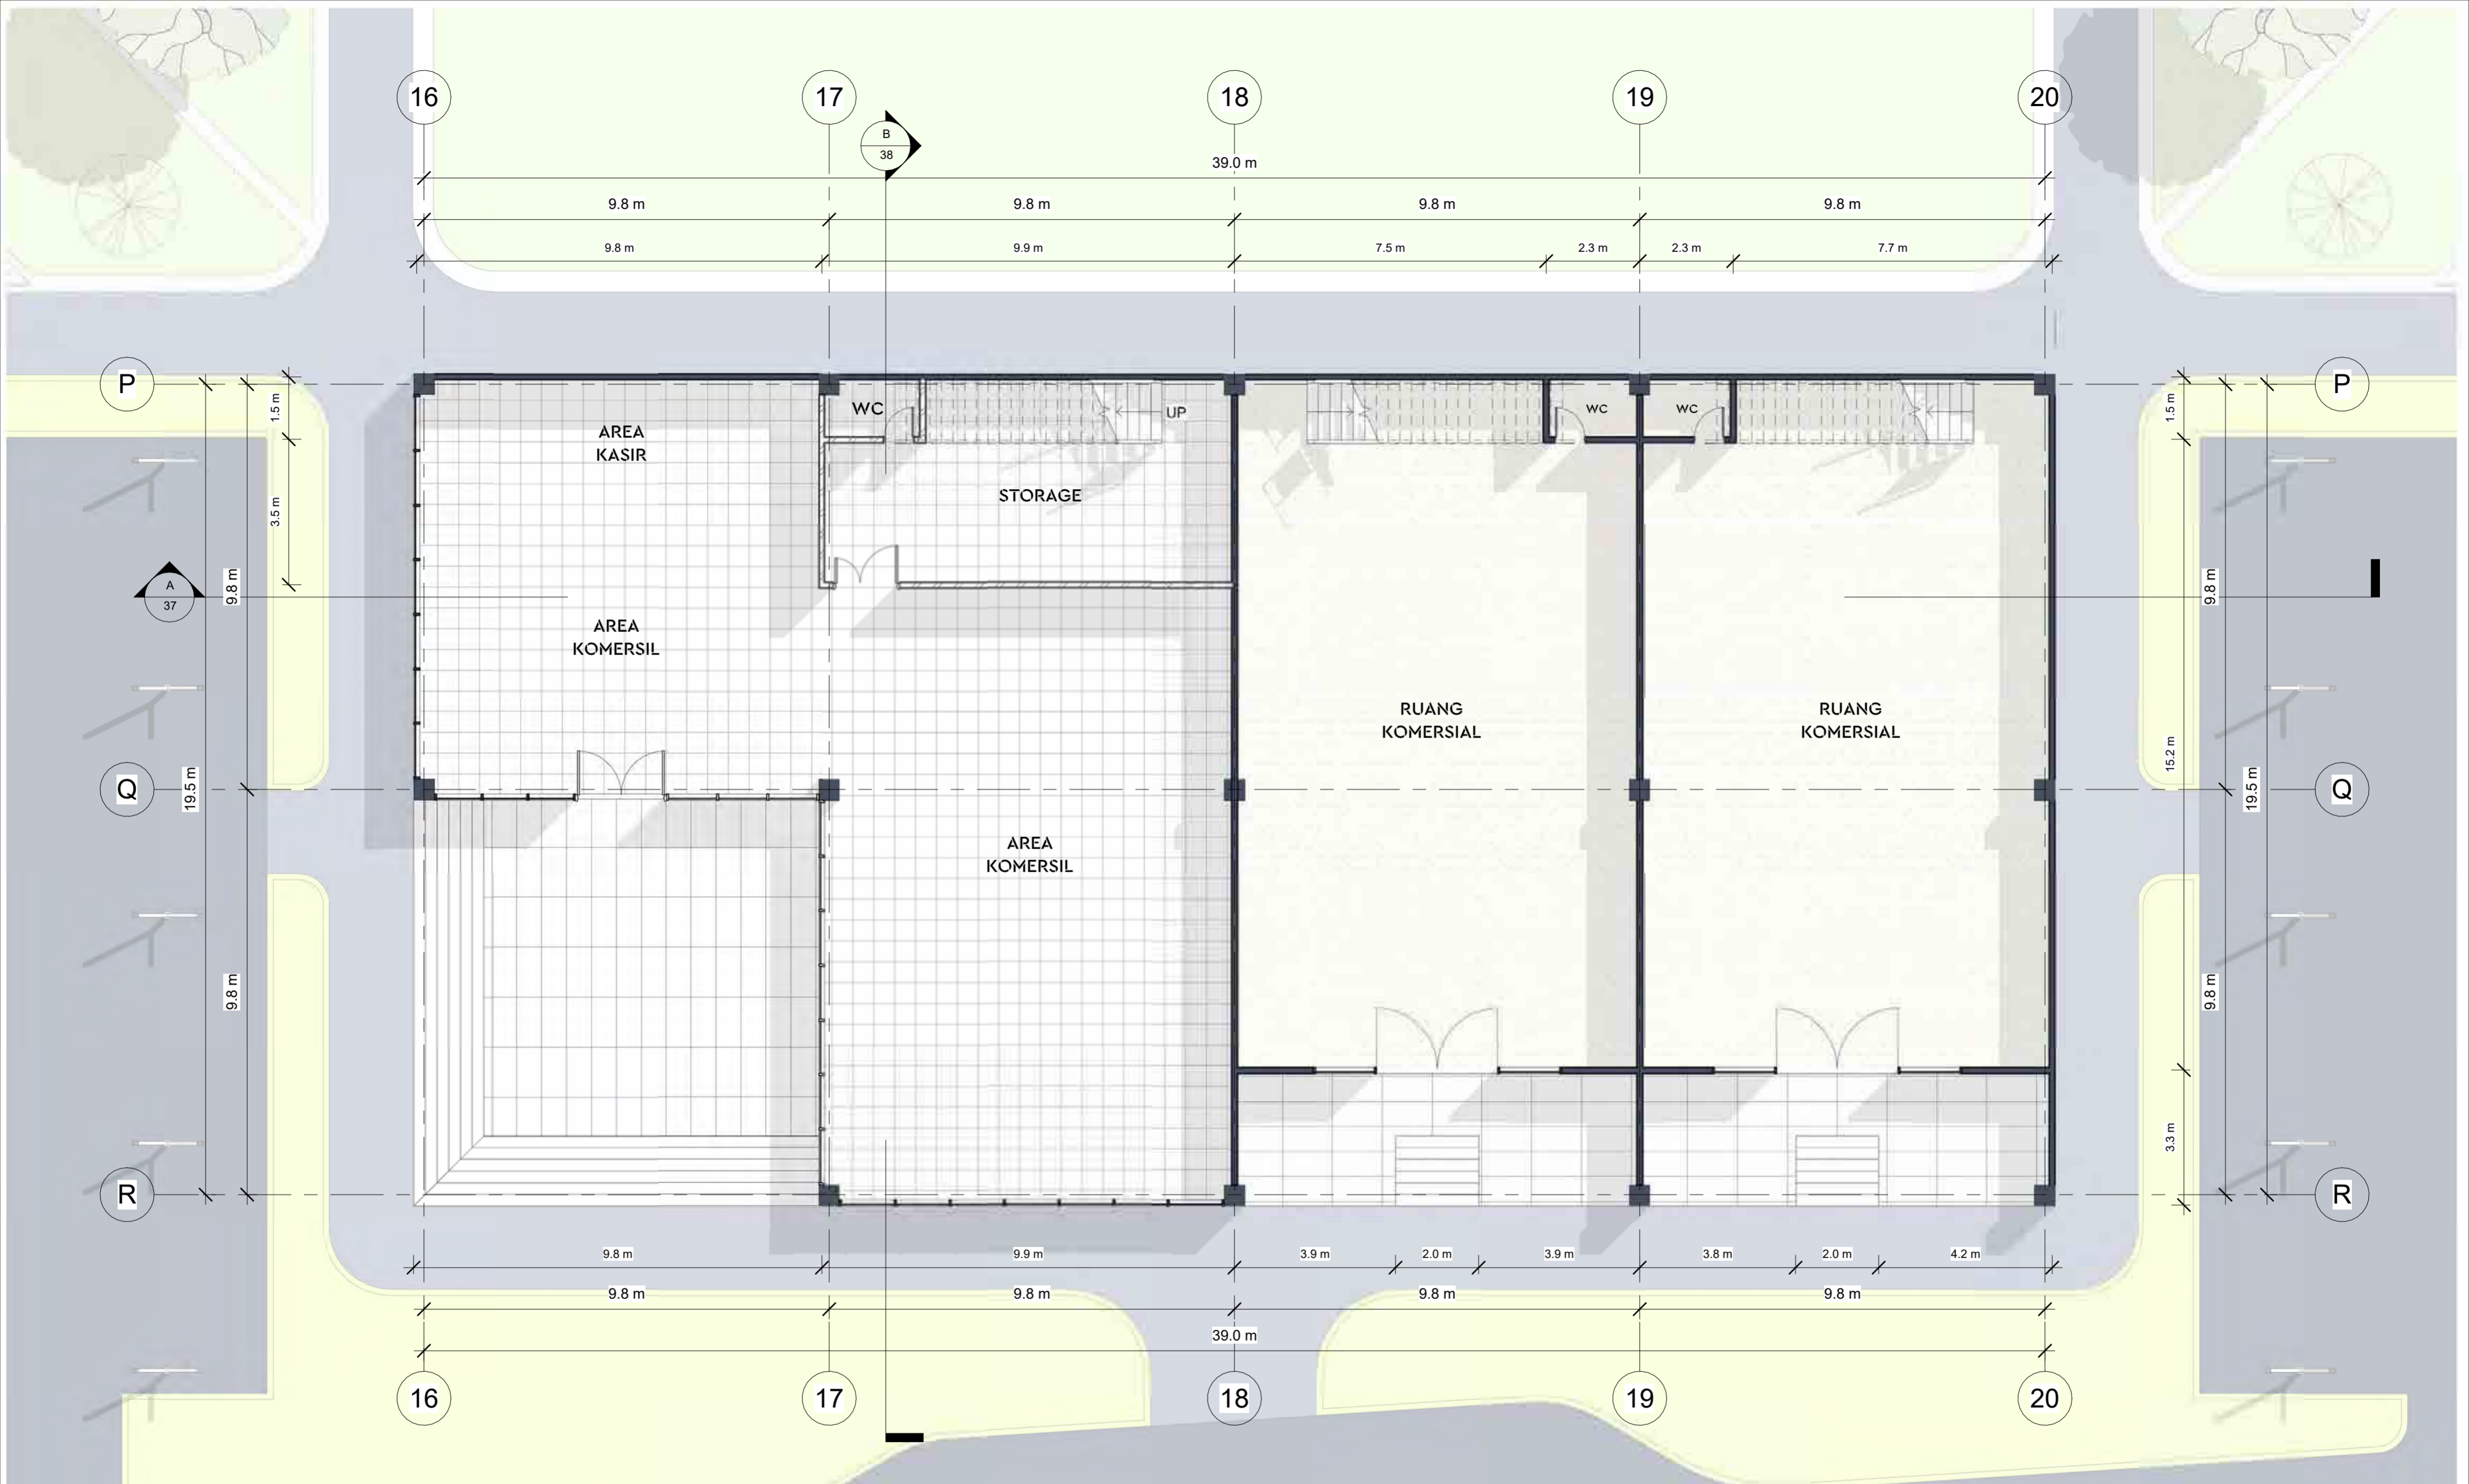 16 17 18 19 20
B
38
39.0 m
9.8 m 9.8 m 9.8 m 9.8 m
9.8 m 9.9 m 7.5 m 2.3 m 2.3 m 7.7 m
P P
1.5 m 1.5 m
WC UP WC WC
AREA
KASIR
STORAGE
3.5 m
A
37
9.8 m 9.8 m
AREA
KOMERSIL
RUANG
KOMERSIAL
RUANG
KOMERSIAL
15.2 m
Q Q
19.5 m 19.5 m
AREA
KOMERSIL
9.8 m 9.8 m
3.3 m
R R
9.8 m 9.9 m 3.9 m 2.0 m 3.9 m 3.8 m 2.0 m 4.2 m
9.8 m 9.8 m 9.8 m 9.8 m
39.0 m
16 17 18 19 20